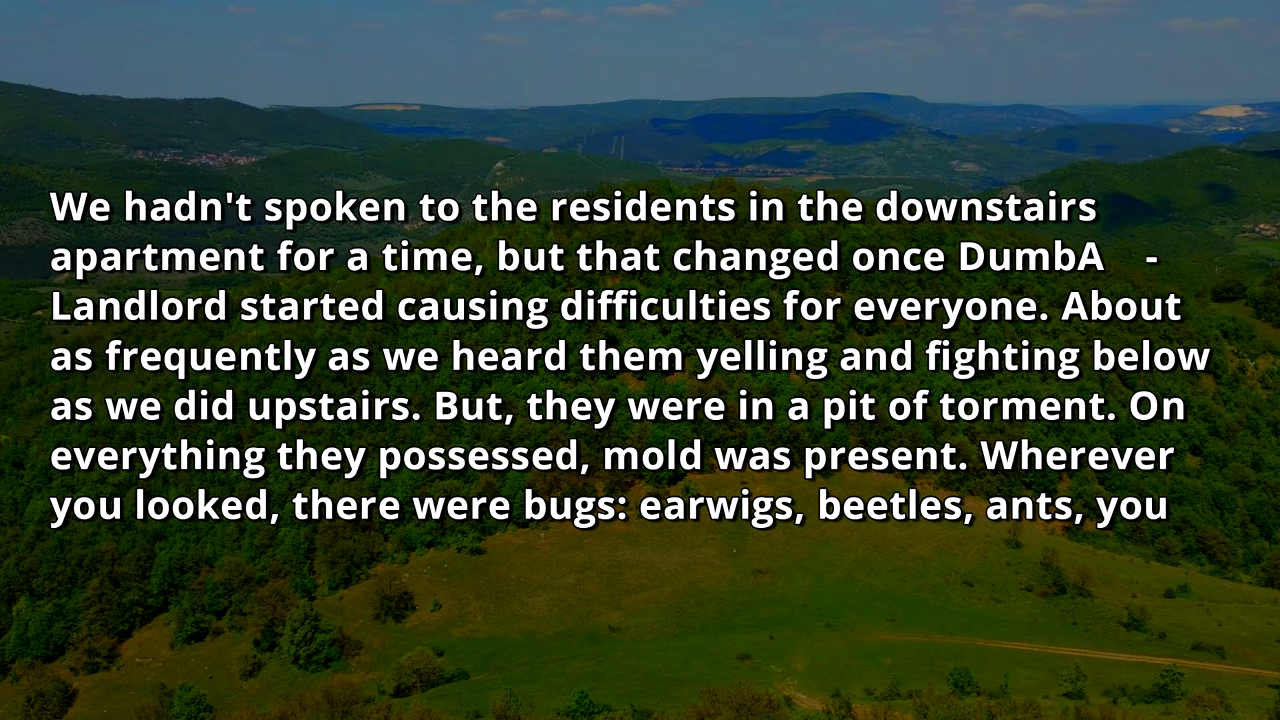 We hadn't spoken to the residents in the downstairs
apartment for a time, but that changed once DumbA -
Landlord started causing difficulties for everyone. About
as frequently as we heard them yelling and fighting below
as we did upstairs. But, they were in a pit of torment. On
everything they possessed, mold was present. Wherever
you looked, there were bugs: earwigs, beetles, ants, you